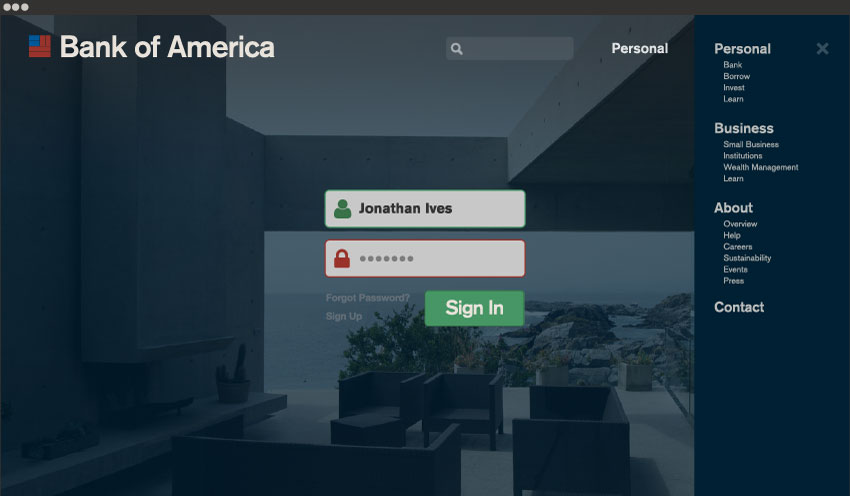 Bank of America
Personal
Jonathan Ives
Forgot Password?
Sign Up
Sign In
Personal
Bank
Borrow
Invest
Learn
Business
Small Business
Institutions
Wealth Management
Learn
About
Overview
Help
Careers
Sustainability
Events
Press
Contact